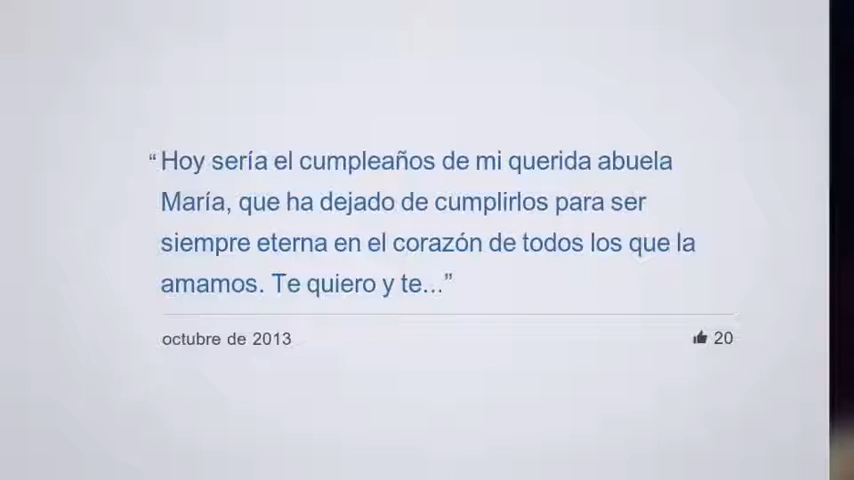 “Hoy sería el cumpleaños de mi querida abuela
María, que ha dejado de cumplirlos para ser
siempre eterna en el corazón de todos los que la
amamos. Te quiero y te...”
octubre de 2013 20